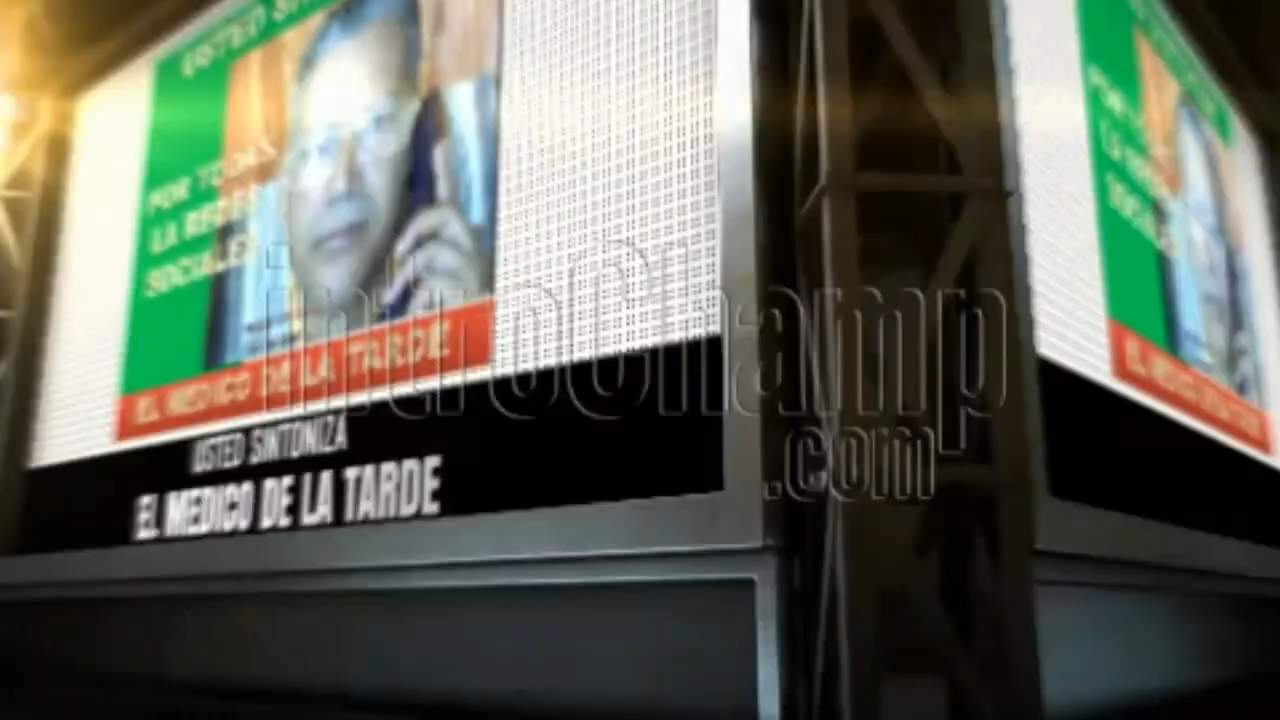 USTED
POR TODAS
LA REDES
SOCIALES
EL MEDICO DE LA TARDE
USTED SINTONIZA
EL MEDICO DE LA TARDE
introChamp
.com